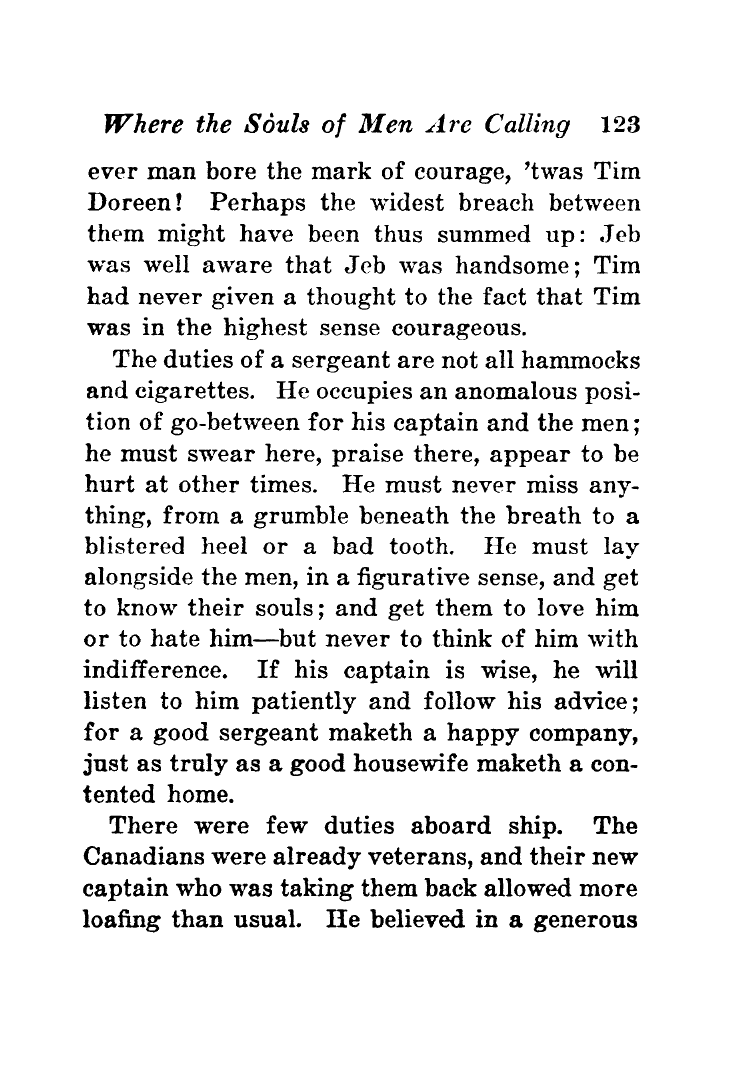 Where the Souls of Men Are Calling 123
ever man bore the mark of courage, ’twas Tim
Doreen! Perhaps the widest breach between
them might have been thus summed up: Jeb
was well aware that Jeb was handsome; Tim
had never given a thought to the fact that Tim
was in the highest sense courageous.
The duties of a sergeant are not all hammocks
and cigarettes. He occupies an anomalous posi-
tion of go-between for his captain and the men;
he must swear here, praise there, appear to be
hurt at other times. He must never miss any-
thing, from a grumble beneath the breath to a
blistered heel or a bad tooth. He must lay
alongside the men, in a figurative sense, and get
to know their souls; and get them to love him
or to hate him—but never to think of him with
indifference. If his captain is wise, he will
listen to him patiently and follow his advice;
for a good sergeant maketh a happy company,
just as truly as a good housewife maketh a con-
tented home.
There were few duties aboard ship. The
Canadians were already veterans, and their new
captain who was taking them back allowed more
loafing than usual. He believed in a generous